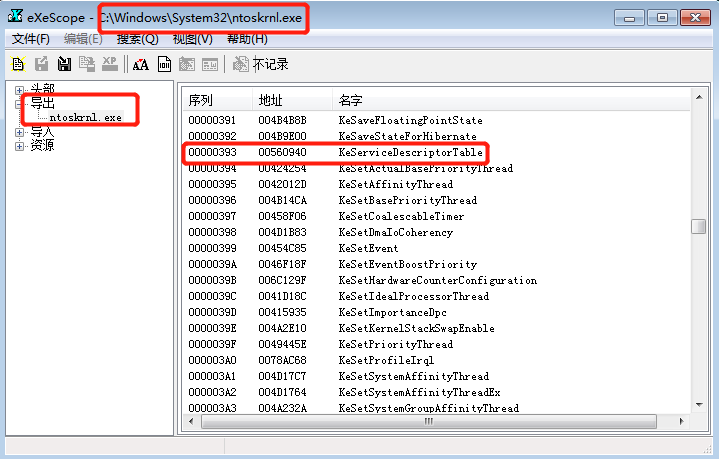 eXeScope - C:\Windows\System32\ntoskrnl.exe
文件(F) 编辑(E) 搜索(Q) 视图(V) 帮助(H)
XP AA 不记录
头部
导出
ntoskrnl.exe
导入
资源
序列 地址 名字
00000391 004B4B8B KeSaveFloatingPointState
00000392 004B9E00 KeSaveStateForHibernate
00000393 00560940 KeServiceDescriptorTable
00000394 00424254 KeSetActualBasePriorityThread
00000395 0042012D KeSetAffinityThread
00000396 004B14CA KeSetBasePriorityThread
00000397 00458F06 KeSetCoalescableTimer
00000398 004D1B83 KeSetDmaIoCoherency
00000399 00454C85 KeSetEvent
0000039A 0046F18F KeSetEventBoostPriority
0000039B 006C129F KeSetHardwareCounterConfiguration
0000039C 0041D18C KeSetIdealProcessorThread
0000039D 00415935 KeSetImportanceDpc
0000039E 004A2E10 KeSetKernelStackSwapEnable
0000039F 0049445E KeSetPriorityThread
000003A0 0078AC68 KeSetProfileIrql
000003A1 004D17C7 KeSetSystemAffinityThread
000003A2 004D1764 KeSetSystemAffinityThreadEx
000003A3 004A232A KeSetSystemGroupAffinityThread